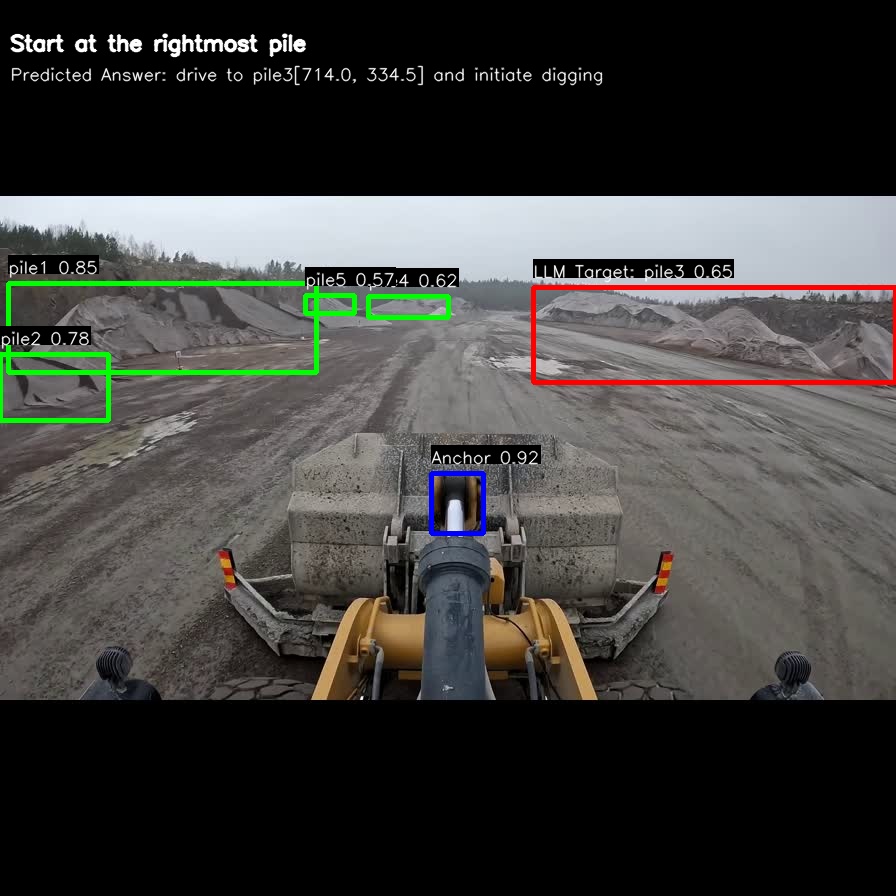 Start at the rightmost pile
Predicted Answer: drive to pile3[714.0, 334.5] and initiate digging
pile1 0.85
pile5 0.57
4 0.62
LLM Target: pile3 0.65
pile2 0.78
Anchor 0.92